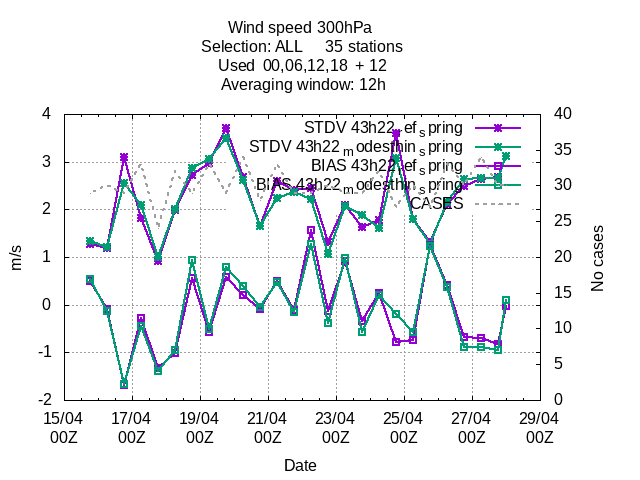 Wind speed 300hPa
Selection: ALL 35 stations
Used 00,06,12,18 + 12
Averaging window: 12h
STDV 43h22_ef_s pring
STDV 43h22_m odesthin_s pring
BIAS 43h22_ef_s pring
BIAS 43h22_m odesthin_s pring
CASES
4
3
2
1
0
-1
-2
m/s
40
35
30
25
20
15
10
5
0
No cases
15/04 17/04 19/04 21/04 23/04 25/04 27/04 29/04
00Z 00Z 00Z 00Z 00Z 00Z 00Z 00Z
Date